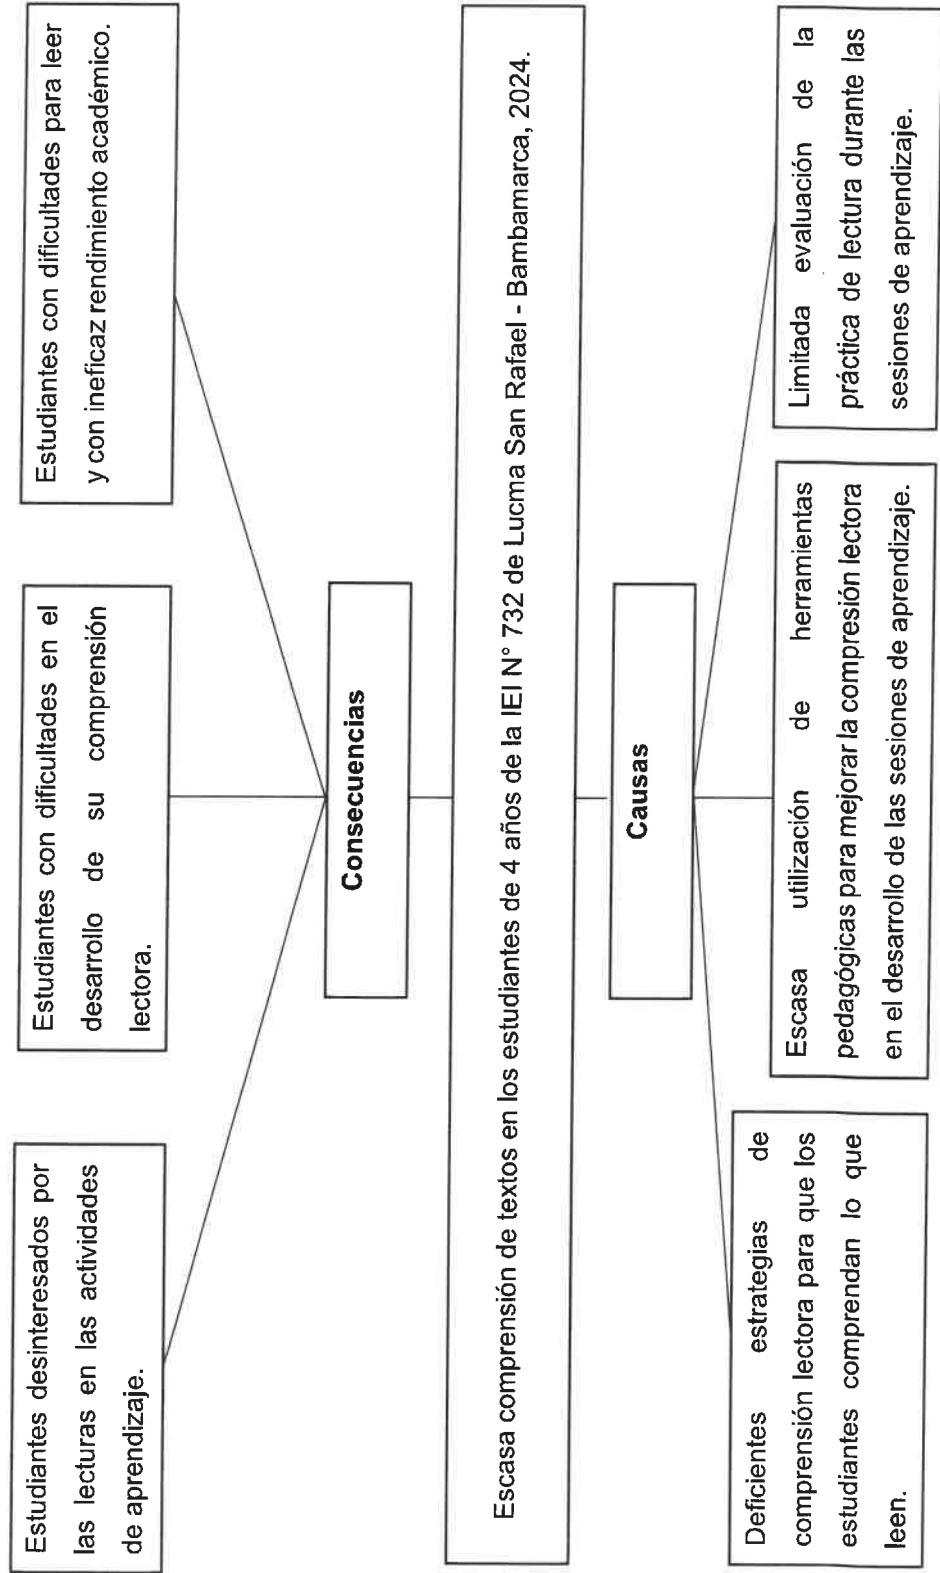 Estudiantes desinteresados por
las lecturas en las actividades
de aprendizaje.
Estudiantes con dificultades en el
desarrollo de su comprensión
lectora.
Estudiantes con dificultades para leer
y con ineficaz rendimiento académico.
Consecuencias
Escasa comprensión de textos en los estudiantes de 4 años de la IEI N° 732 de Lucma San Rafael - Bambamarca, 2024.
Causas
Deficientes estrategias de
comprensión lectora para que los
estudiantes comprendan lo que
leen.
Escasa utilización de herramientas
pedagógicas para mejorar la compresión lectora
en el desarrollo de las sesiones de aprendizaje.
Limitada evaluación de la
práctica de lectura durante las
sesiones de aprendizaje.